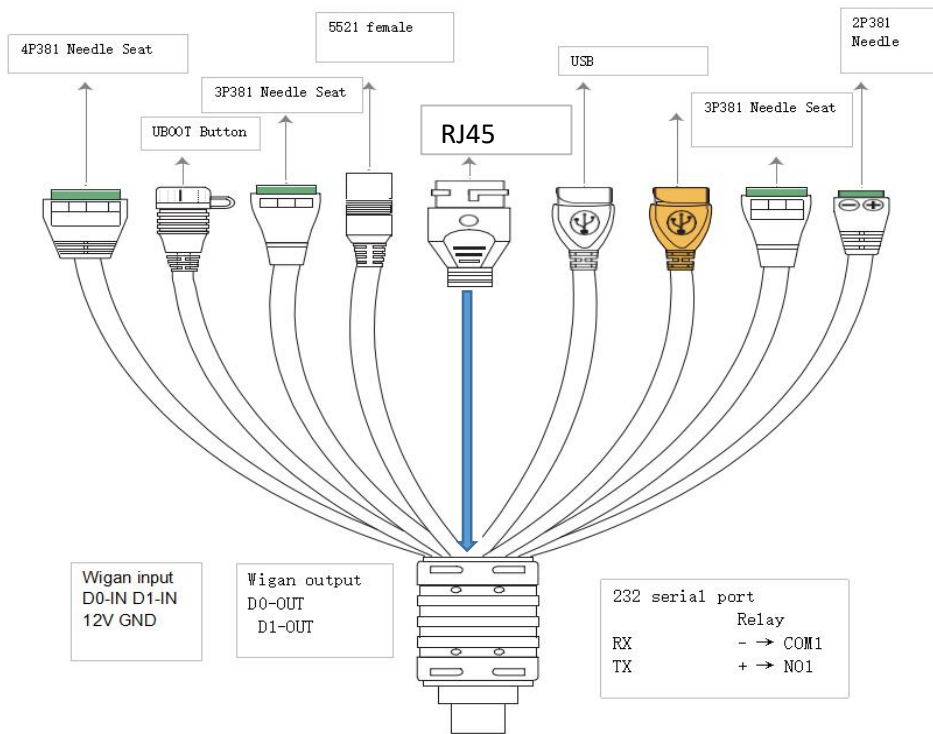 5521 female
2P381
Needle
4P381 Needle Seat
USB
3P381 Needle Seat
3P381 Needle Seat
UBOOT Button
RJ45
− +
Wigan input
D0-IN D1-IN
12V GND
Wigan output
D0-OUT
D1-OUT
232 serial port
Relay
RX - → COM1
TX + → NO1